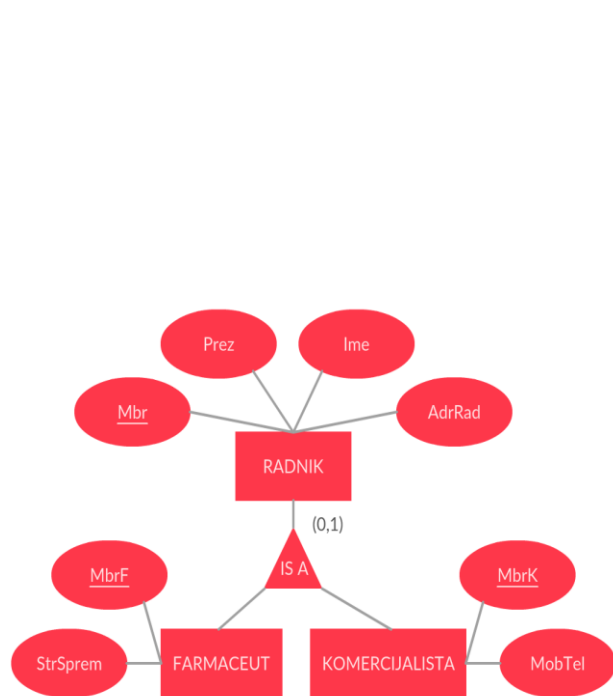 Prez
Ime
Mbr
AdrRad
RADNIK
(0,1)
IS A
MbrF
MbrK
StrSprem
FARMACEUT
KOMERCIJALISTA
MobTel